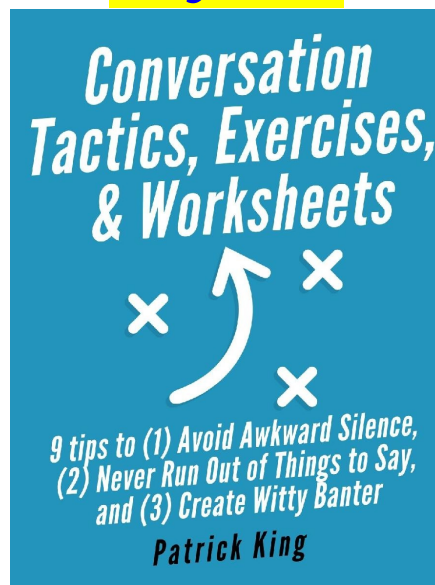 Conversation
Tactics, Exercises,
& Worksheets
9 tips to (1) Avoid Awkward Silence,
(2) Never Run Out of Things to Say,
and (3) Create Witty Banter
Patrick King